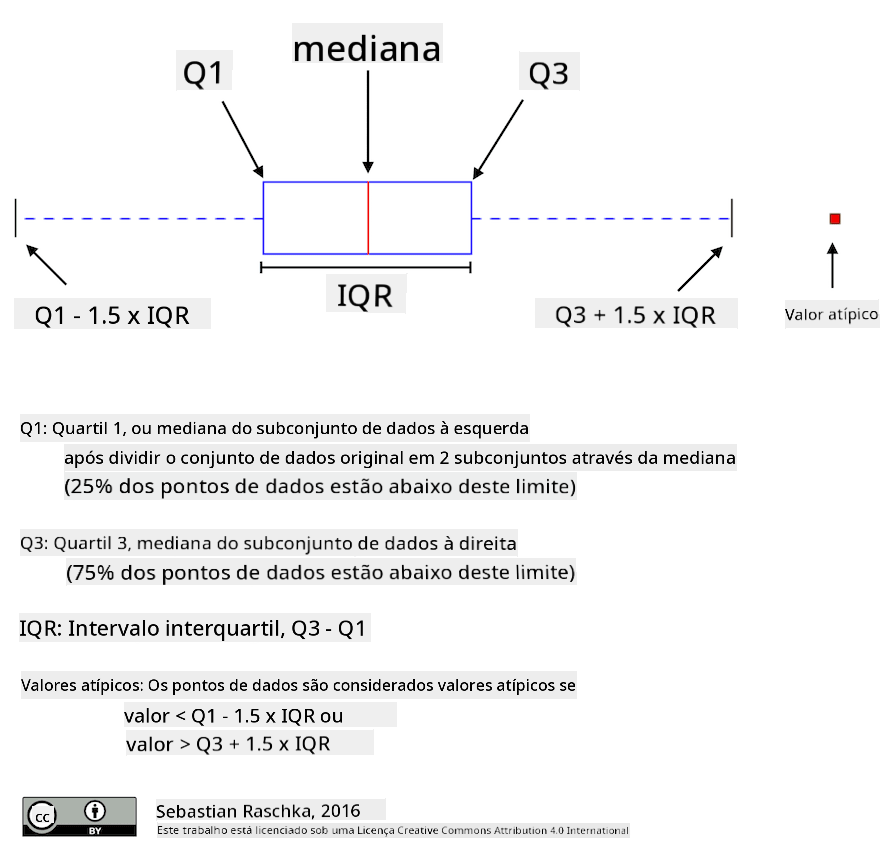 mediana
Q1
Q3
IQR
Q1 - 1.5 x IQR
Q3 + 1.5 x IQR
Valor atípico
Q1: Quartil 1, ou mediana do subconjunto de dados à esquerda
após dividir o conjunto de dados original em 2 subconjuntos através da mediana
(25% dos pontos de dados estão abaixo deste limite)
Q3: Quartil 3, mediana do subconjunto de dados à direita
(75% dos pontos de dados estão abaixo deste limite)
IQR: Intervalo interquartil, Q3 - Q1
Valores atípicos: Os pontos de dados são considerados valores atípicos se
valor < Q1 - 1.5 x IQR ou
valor > Q3 + 1.5 x IQR
cc
BY
Sebastian Raschka, 2016
Este trabalho está licenciado sob uma Licença Creative Commons Attribution 4.0 International